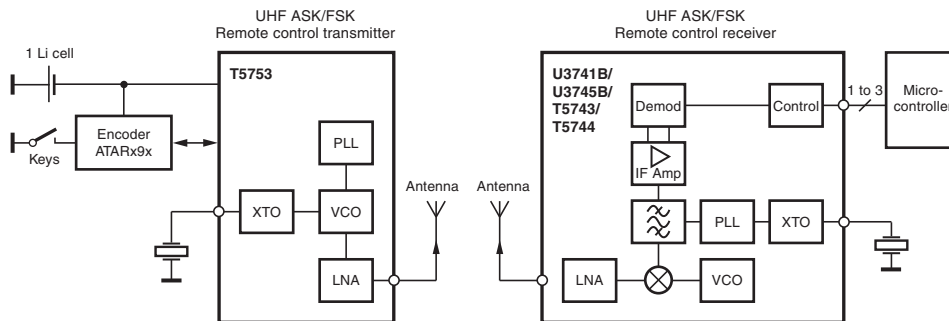 UHF ASK/FSK
Remote control transmitter
1 Li cell
T5753
Encoder
ATARx9x
Keys
PLL
XTO
VCO
LNA
Antenna
UHF ASK/FSK
Remote control receiver
U3741B/
U3745B/
T5743/
T5744
Demod
Control
1 to 3
Micro-
controller
IF Amp
Antenna
PLL
XTO
LNA
VCO